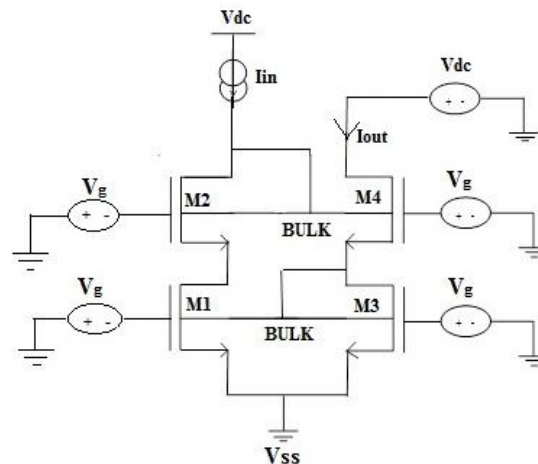 Vdc
Iin
Vdc
+ -
Iout
Vg
+ -
M2
M4
Vg
+ -
BULK
Vg
+ -
M1
M3
Vg
+ -
BULK
Vss